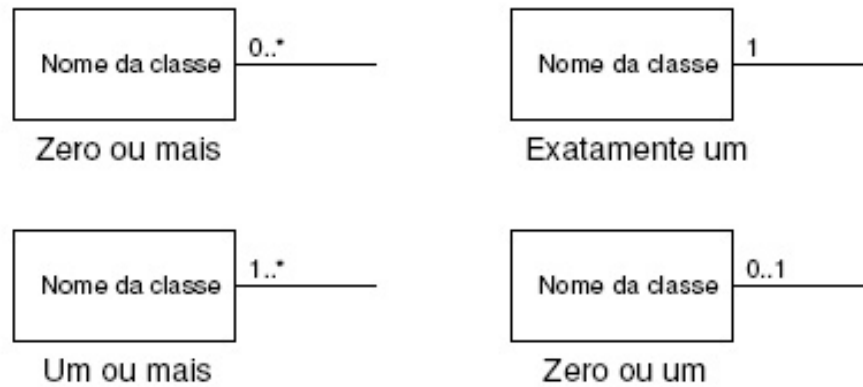 0..*
Nome da classe
Zero ou mais
1
Nome da classe
Exatamente um
1..*
Nome da classe
Um ou mais
0..1
Nome da classe
Zero ou um